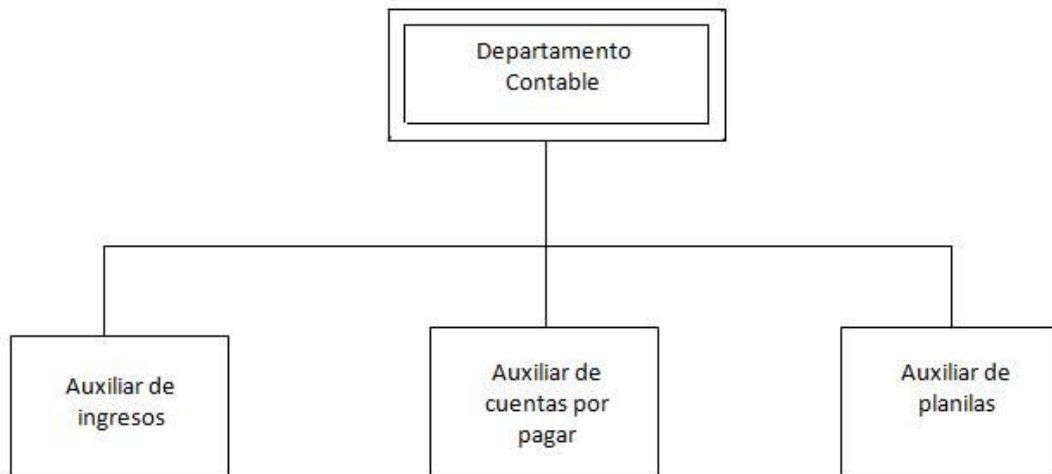 Departamento
Contable
Auxiliar de
ingresos
Auxiliar de
cuentas por
pagar
Auxiliar de
planilas